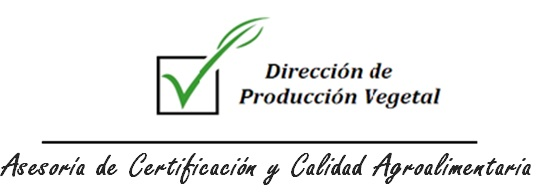 Dirección de
Producción Vegetal
Asesoría de Certificación y Calidad Agroalimentaria